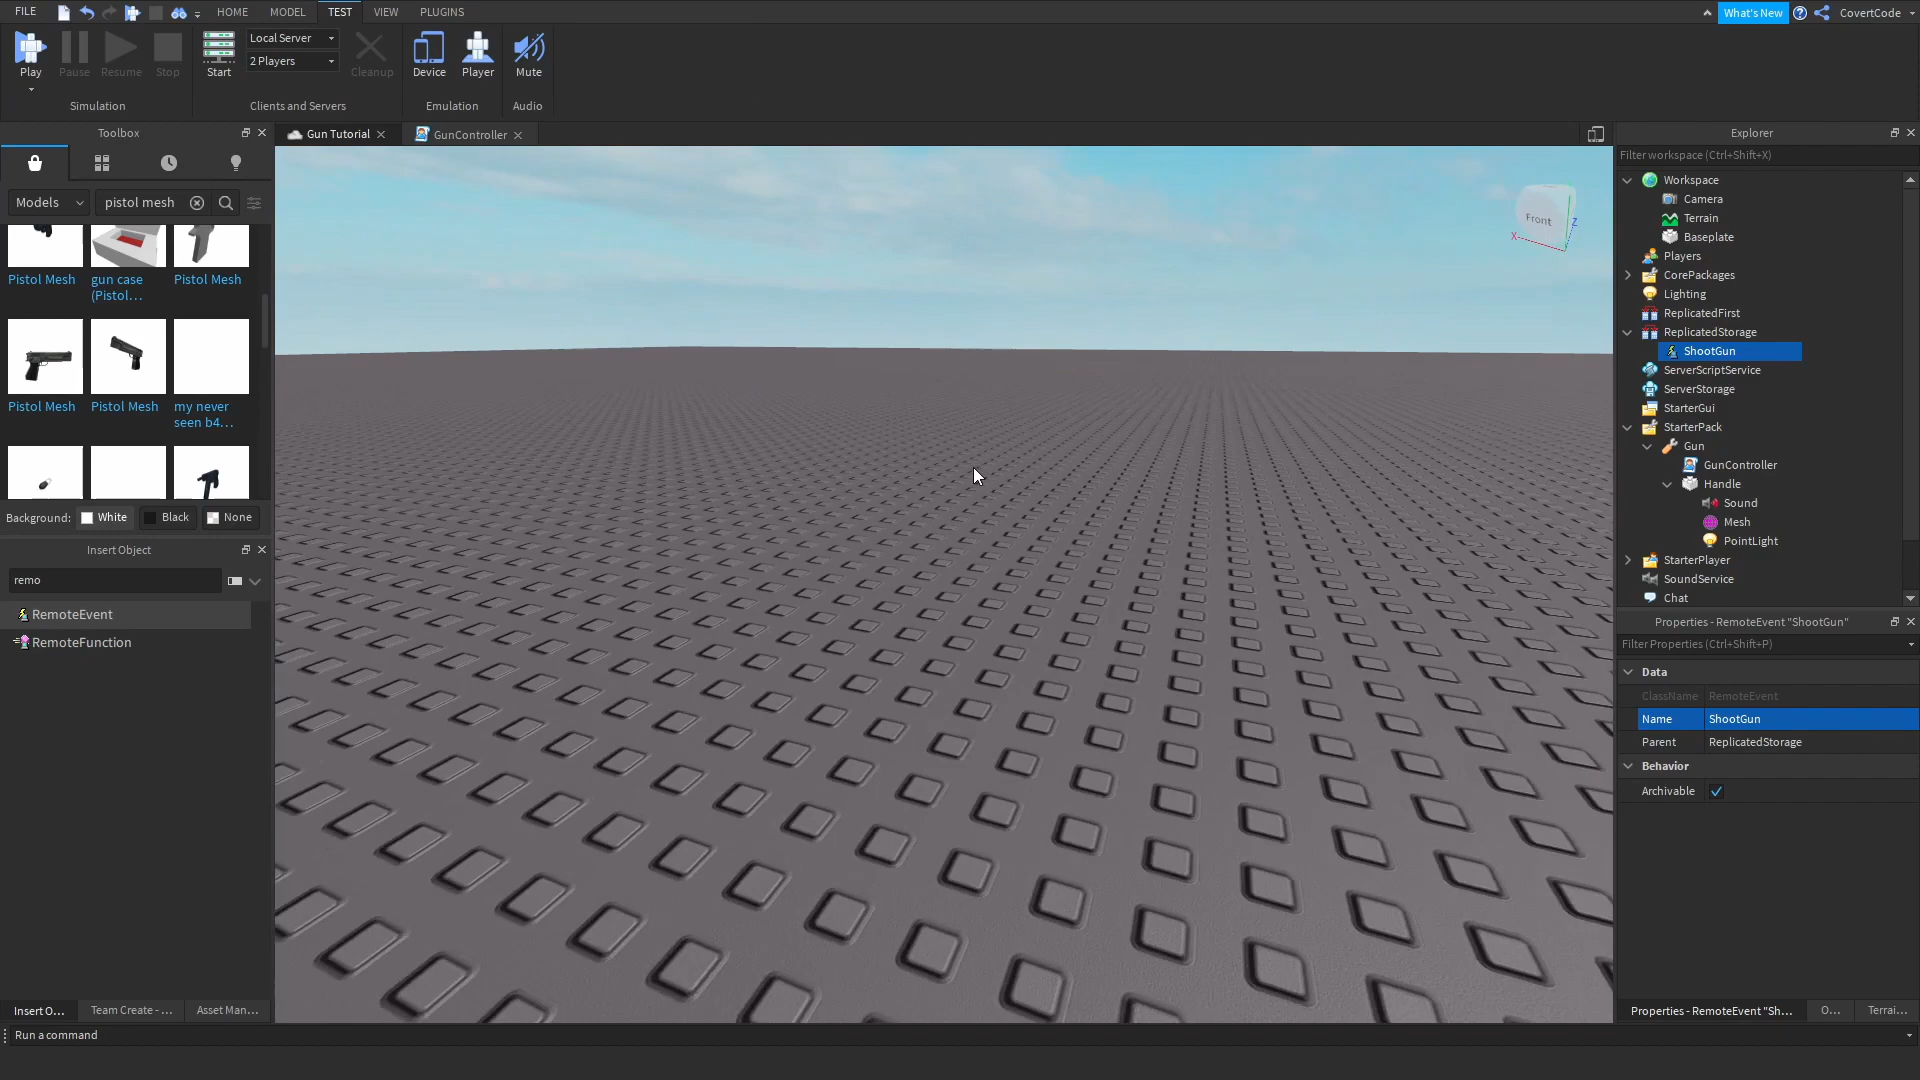 FILE
HOME
MODEL
TEST
VIEW
PLUGINS
What's New
CovertCode
Play
Pause
Resume
Stop
Simulation
Start
Local Server
2 Players
Cleanup
Clients and Servers
Device
Player
Emulation
Mute
Audio
Toolbox
Models
pistol mesh
Pistol Mesh
gun case
(Pistol...
Pistol Mesh
Pistol Mesh
Pistol Mesh
my never
seen b4...
Background:
White
Black
None
Insert Object
remo
RemoteEvent
RemoteFunction
Insert O...
Team Create - ...
Asset Man...
Run a command
Gun Tutorial
GunController
Front
X
Z
Explorer
Filter workspace (Ctrl+Shift+X)
Workspace
Camera
Terrain
Baseplate
Players
CorePackages
Lighting
ReplicatedFirst
ReplicatedStorage
ShootGun
ServerScriptService
ServerStorage
StarterGui
StarterPack
Gun
GunController
Handle
Sound
Mesh
PointLight
StarterPlayer
SoundService
Chat
Properties - RemoteEvent "ShootGun"
Filter Properties (Ctrl+Shift+P)
Data
ClassName RemoteEvent
Name ShootGun
Parent ReplicatedStorage
Behavior
Archivable
Properties - RemoteEvent "Sh...
O...
Terrai...